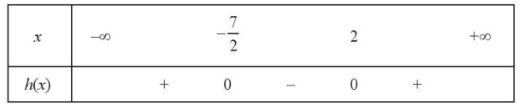 x −∞ −7/2 2 +∞
h(x) + 0 − 0 +